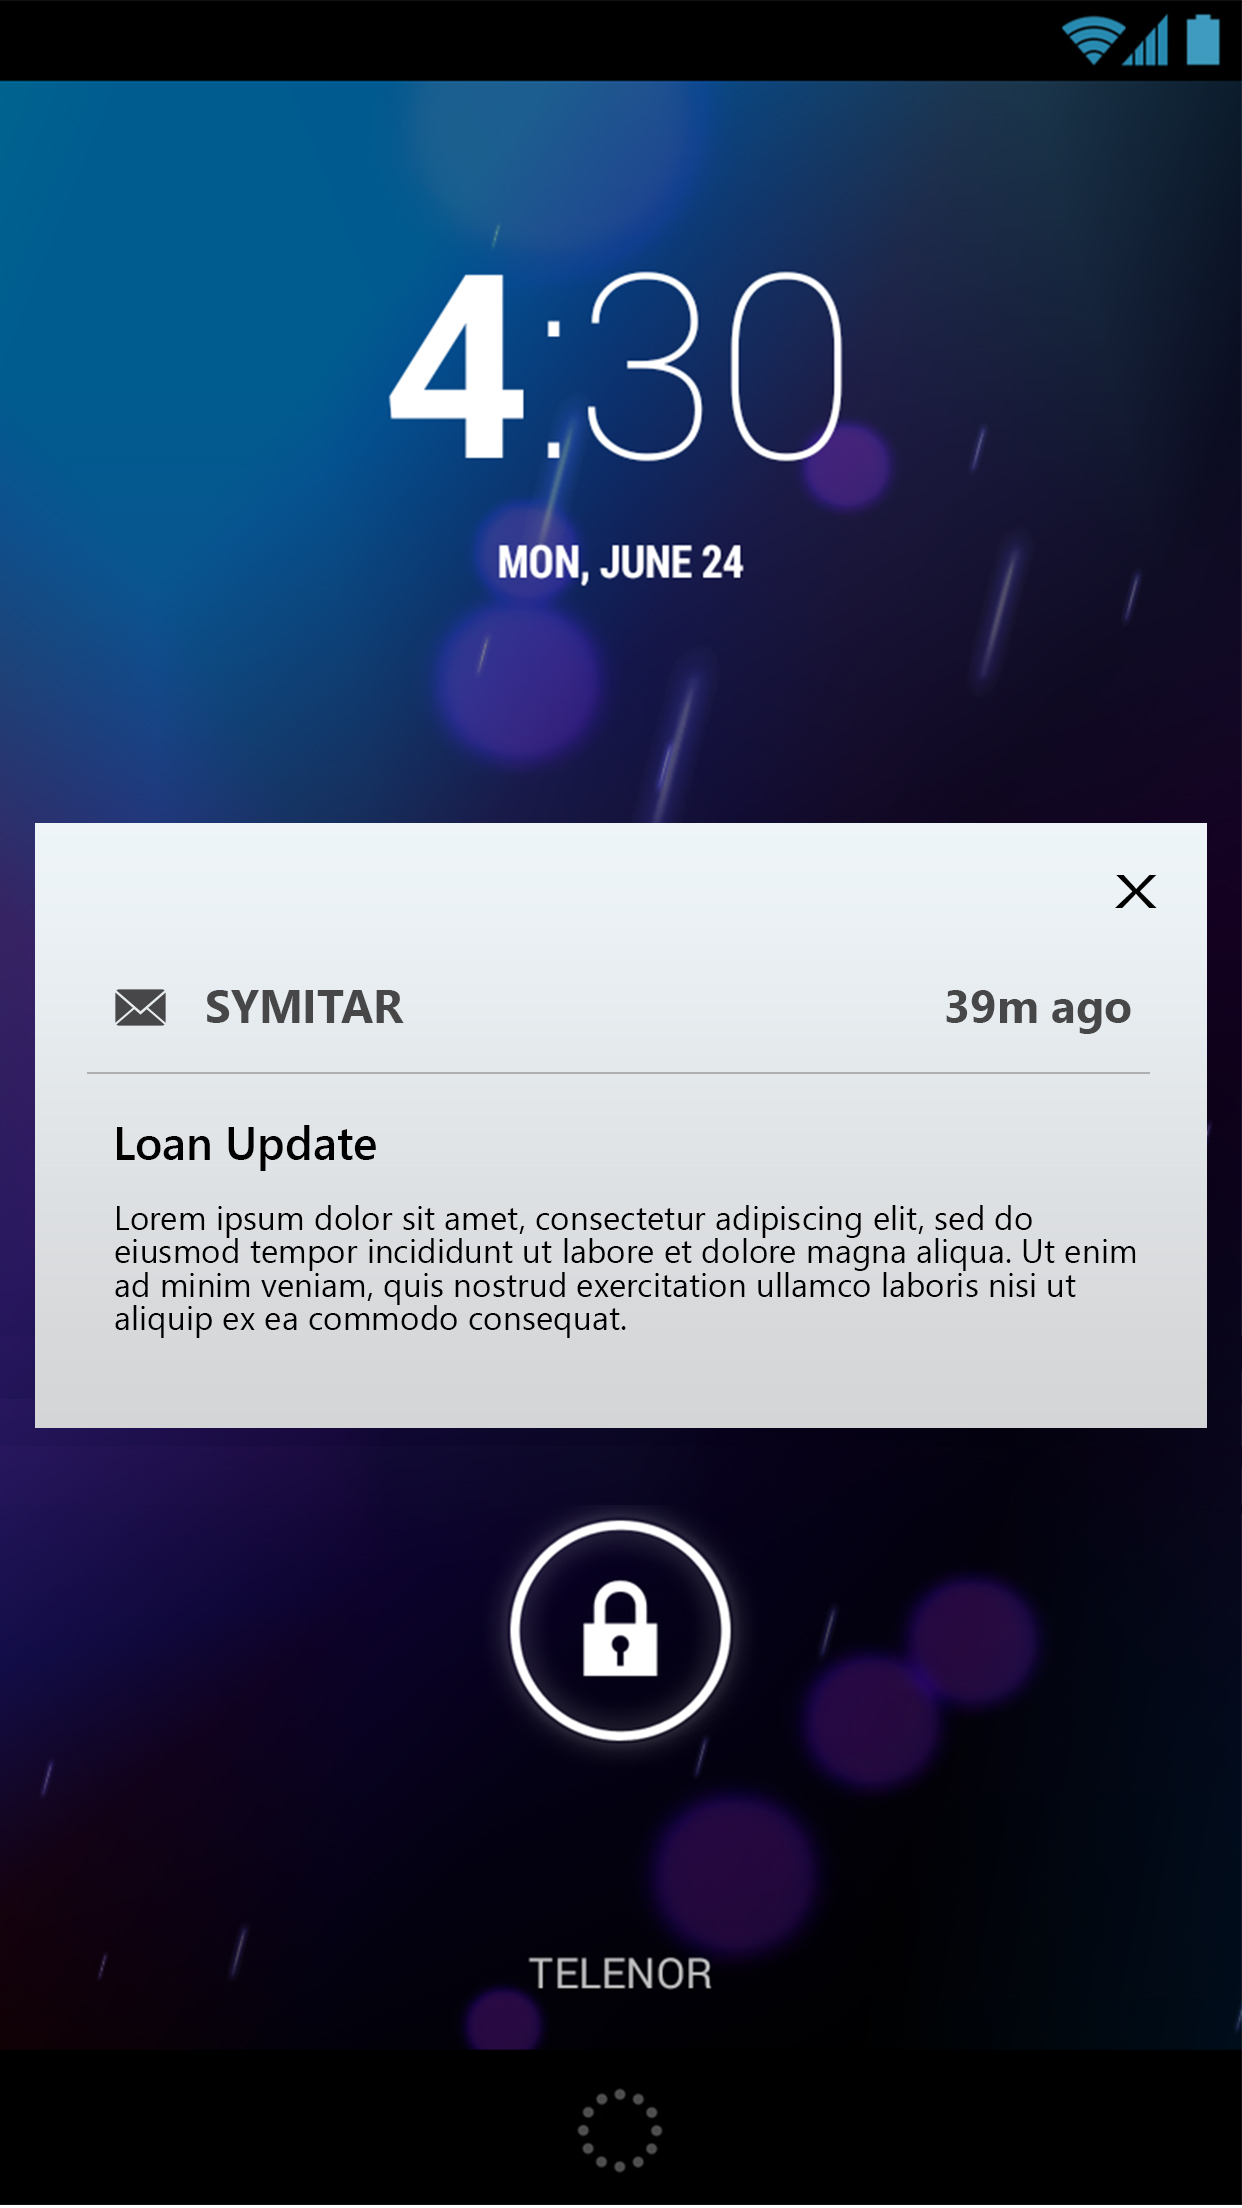 4:30
MON, JUNE 24
SYMITAR 39m ago
Loan Update
Lorem ipsum dolor sit amet, consectetur adipiscing elit, sed do
eiusmod tempor incididunt ut labore et dolore magna aliqua. Ut enim
ad minim veniam, quis nostrud exercitation ullamco laboris nisi ut
aliquip ex ea commodo consequat.
TELENOR